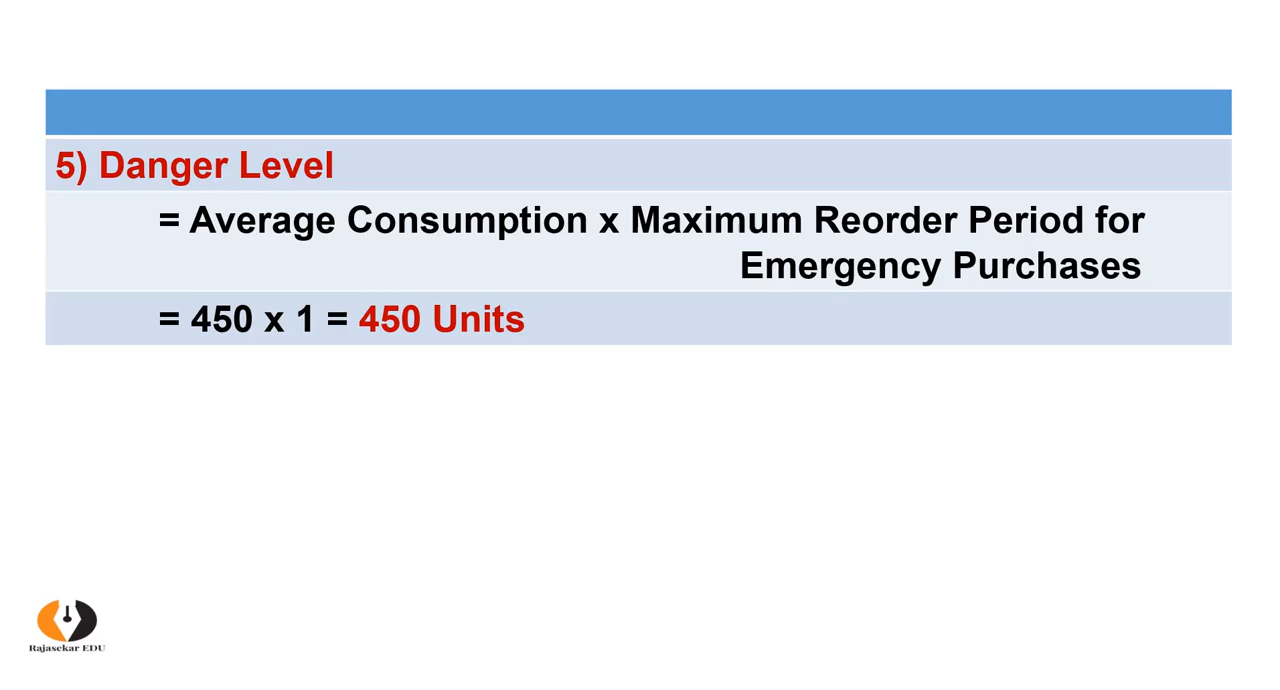 5) Danger Level
= Average Consumption x Maximum Reorder Period for
Emergency Purchases
= 450 x 1 = 450 Units
Rajasekar EDU